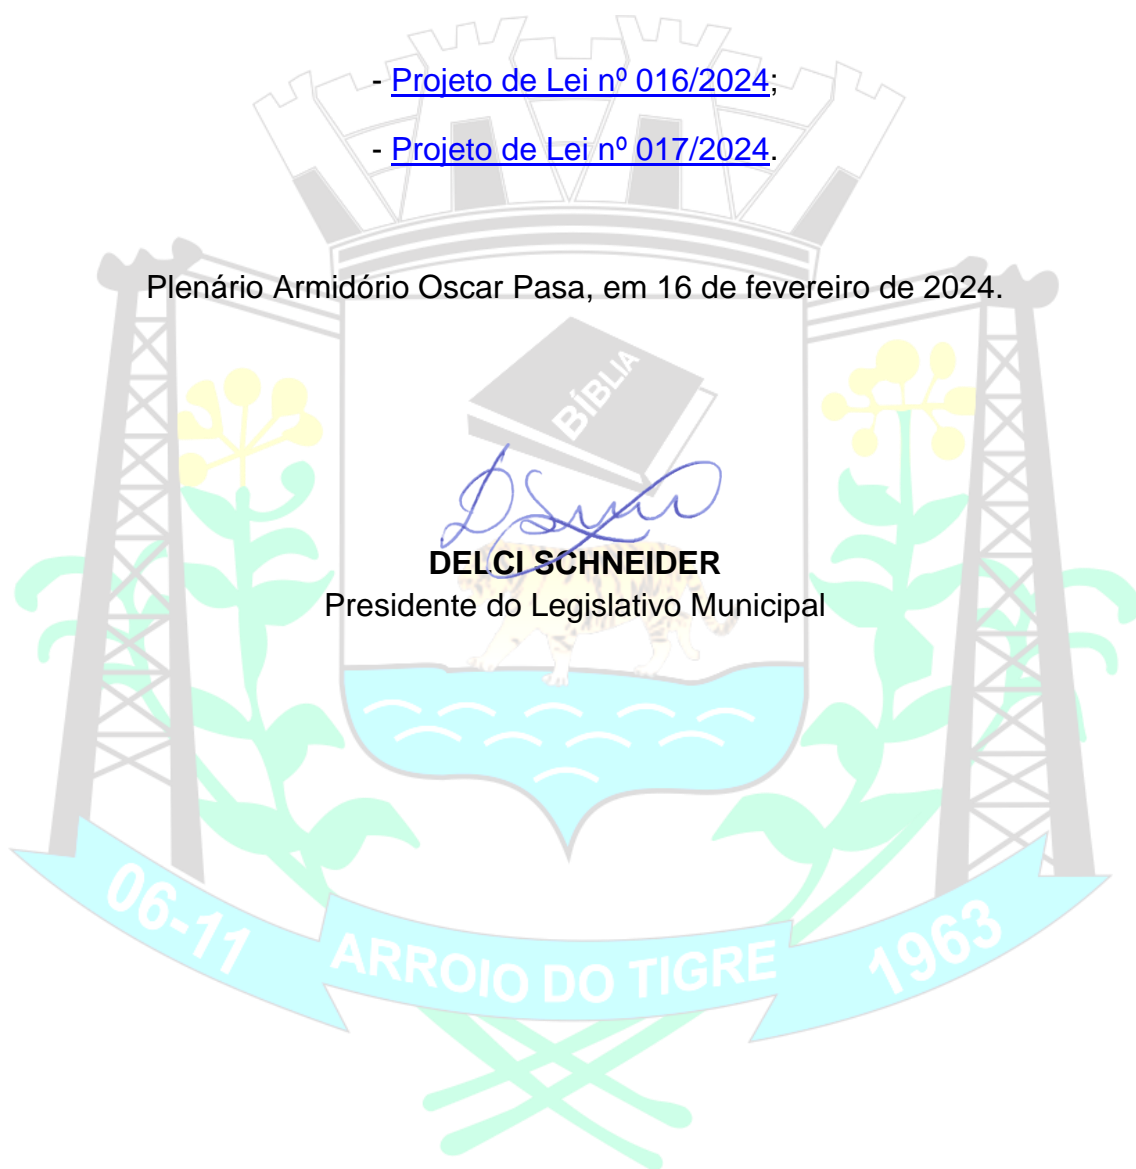 - Projeto de Lei nº 016/2024;
- Projeto de Lei nº 017/2024.
Plenário Armidório Oscar Pasa, em 16 de fevereiro de 2024.
BÍBLIA
DELCI SCHNEIDER
Presidente do Legislativo Municipal
06-11 ARROIO DO TIGRE 1963